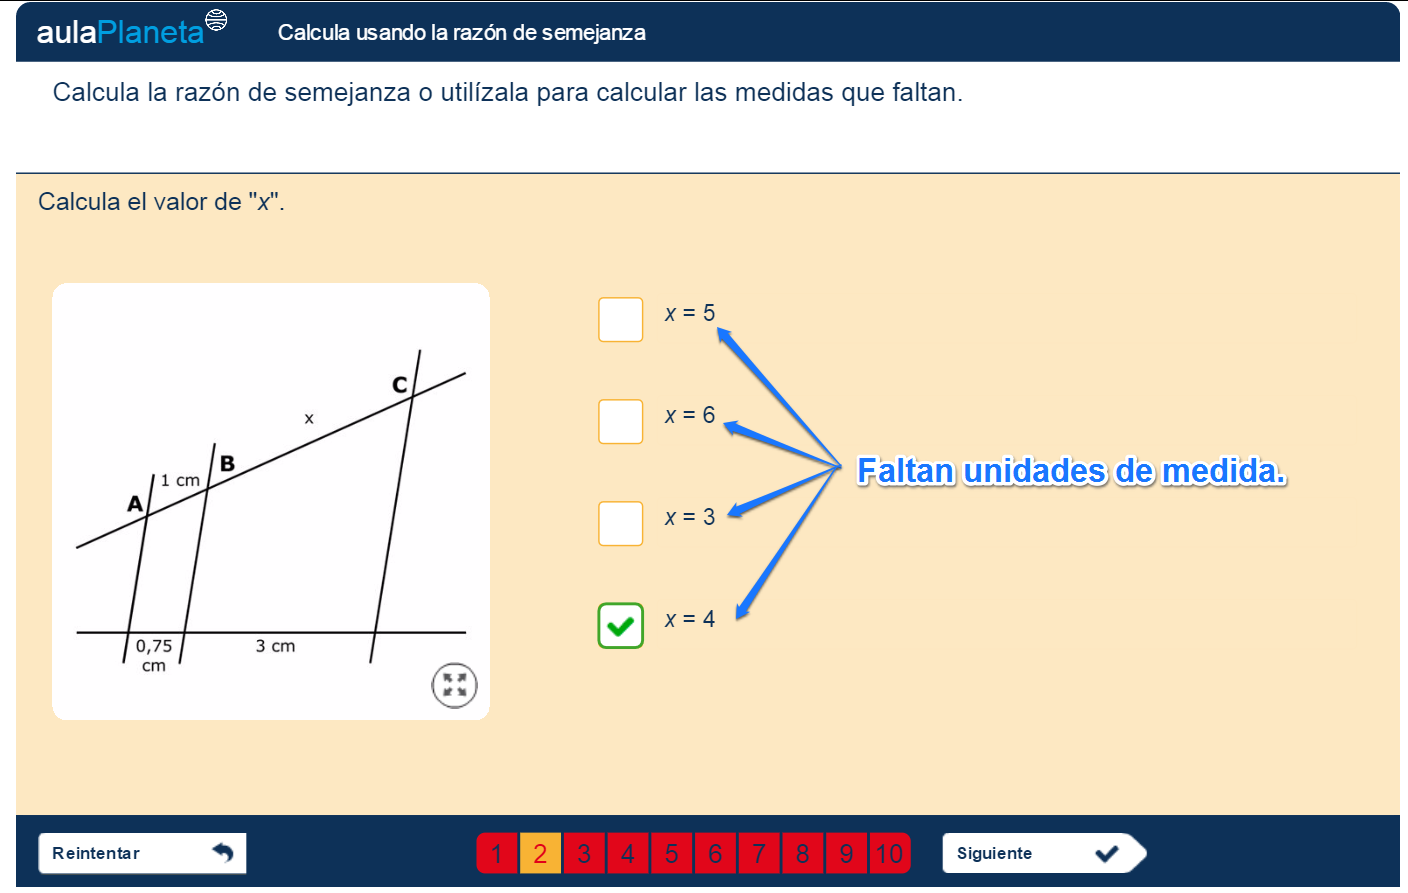 aulaPlaneta
Calcula usando la razón de semejanza
Calcula la razón de semejanza o utilízala para calcular las medidas que faltan.
Calcula el valor de "x".
C
x
B
1 cm
A
0,75
cm
3 cm
x = 5
x = 6
x = 3
x = 4
Faltan unidades de medida.
Reintentar
1 2 3 4 5 6 7 8 9 10
Siguiente